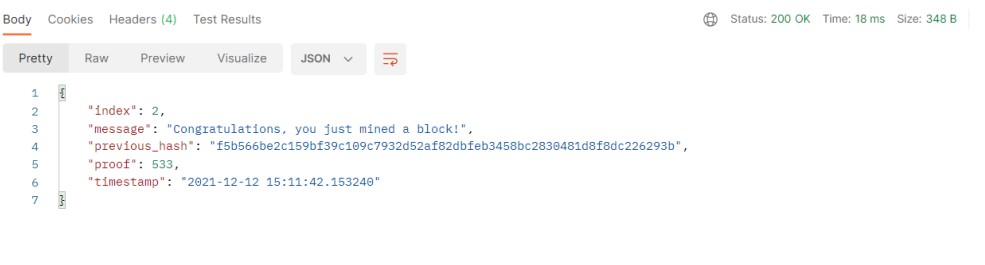 Body Cookies Headers (4) Test Results Status: 200 OK Time: 18 ms Size: 348 B
Pretty Raw Preview Visualize JSON
1 {
2 "index": 2,
3 "message": "Congratulations, you just mined a block!",
4 "previous_hash": "f5b566be2c159bf39c109c7932d52af82dbfeb3458bc2830481d8f8dc226293b",
5 "proof": 533,
6 "timestamp": "2021-12-12 15:11:42.153240"
7 }